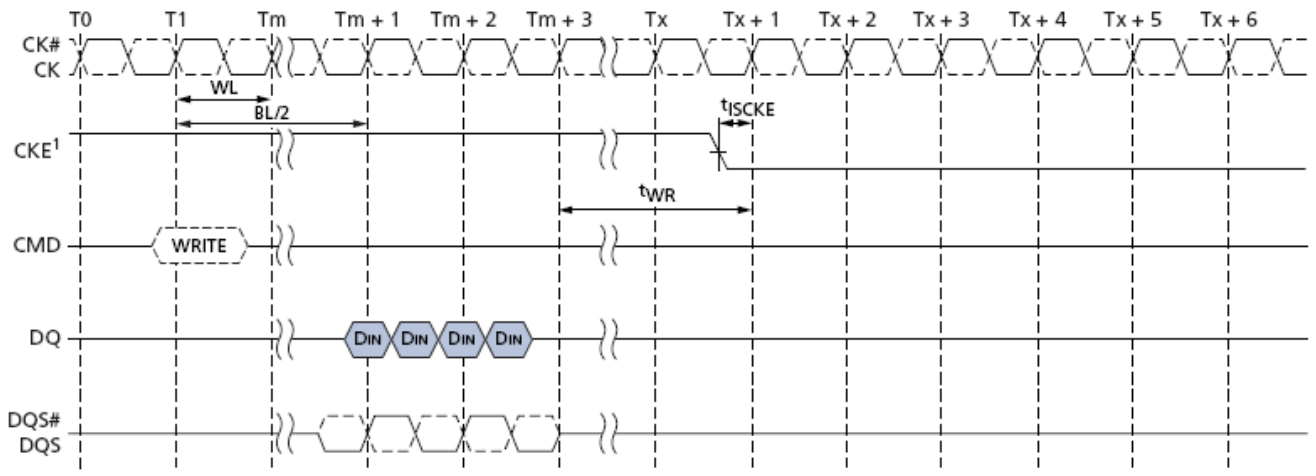 T0 T1 Tm Tm + 1 Tm + 2 Tm + 3 Tx Tx + 1 Tx + 2 Tx + 3 Tx + 4 Tx + 5 Tx + 6
CK#
CK
WL
BL/2
tISCKE
CKE1
tWR
CMD WRITE
DQ DIN DIN DIN DIN
DQS#
DQS